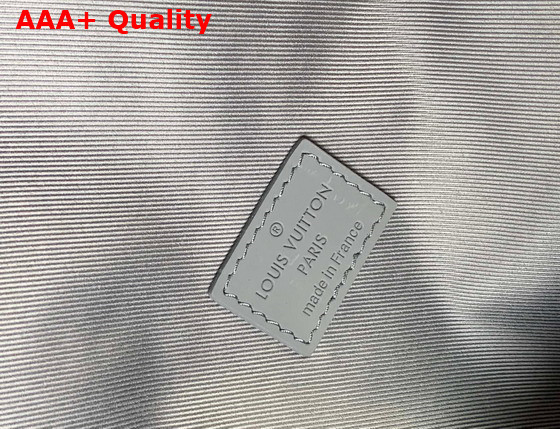 AAA+ Quality
®
LOUIS VUITTON
PARIS
made in France